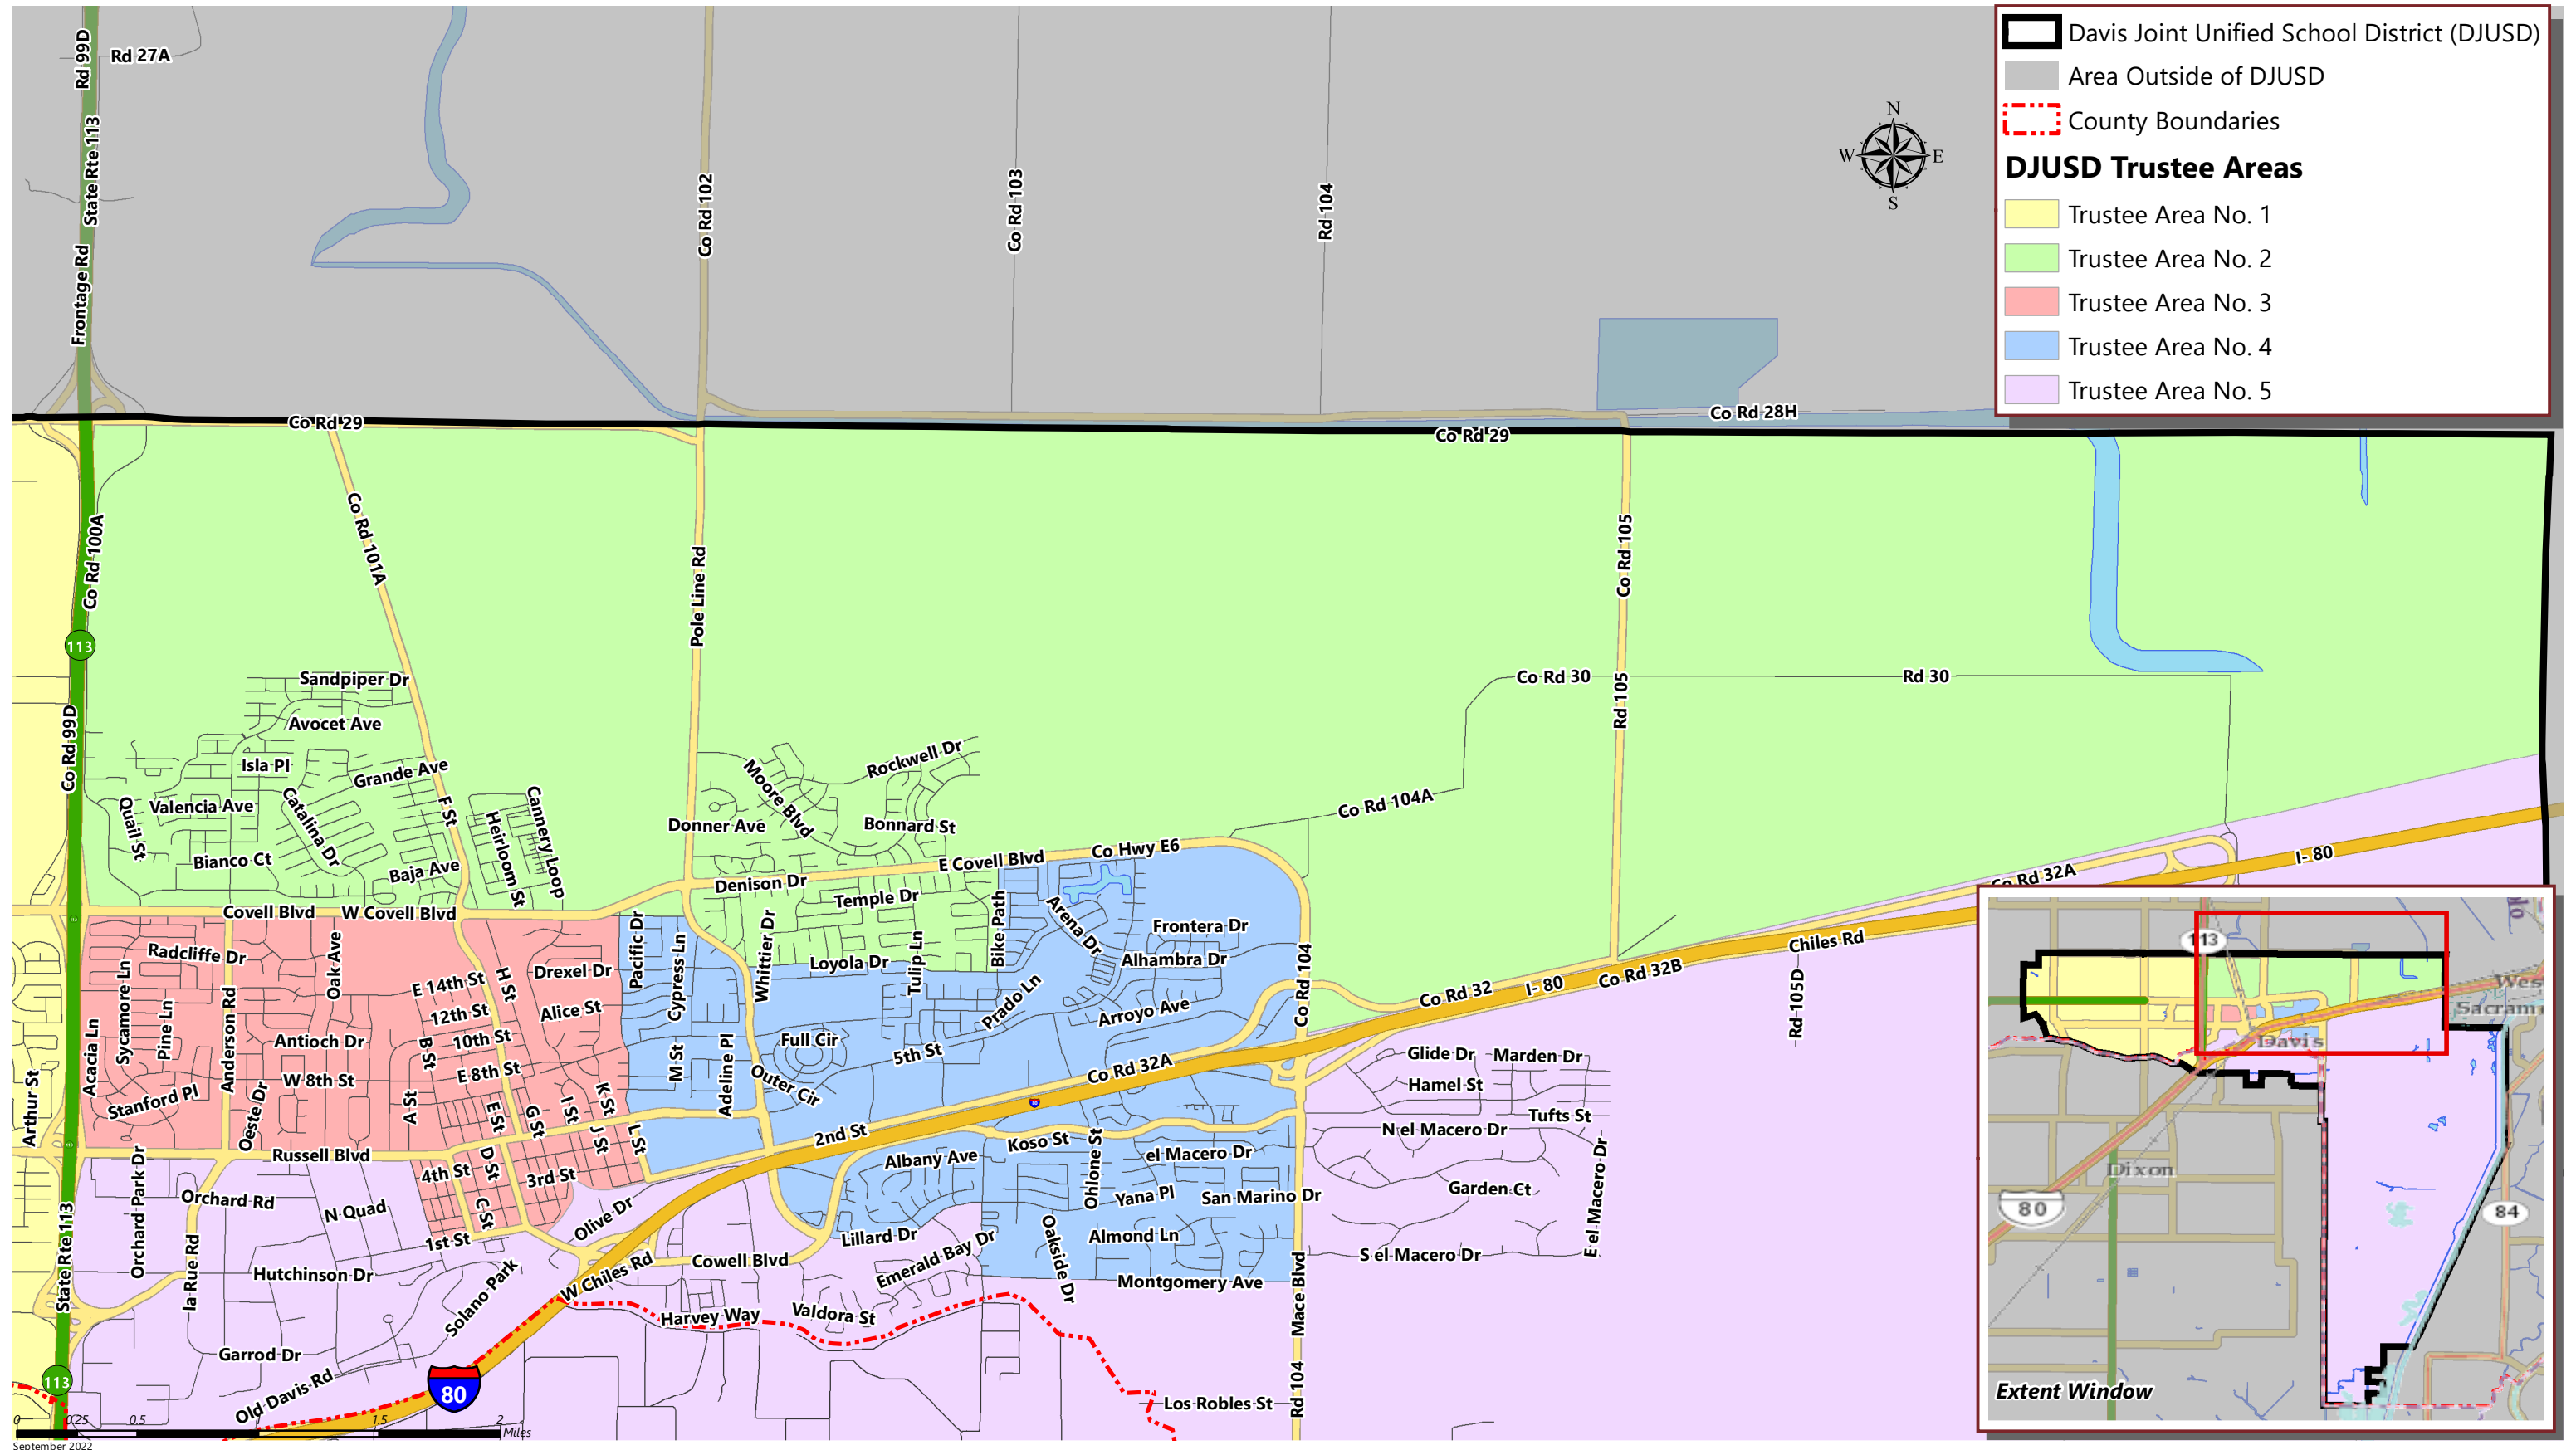 Davis Joint Unified School District (DJUSD)
Area Outside of DJUSD
County Boundaries
DJUSD Trustee Areas
Trustee Area No. 1
Trustee Area No. 2
Trustee Area No. 3
Trustee Area No. 4
Trustee Area No. 5
N
W
E
S
Rd 99D
Rd 27A
State Rte 113
Frontage Rd
Co Rd 102
Co Rd 103
Rd 104
Co Rd 28H
Co Rd 29
Co Rd 29
Co Rd 100A
Co Rd 101A
Pole Line Rd
Co Rd 105
113
Co Rd 99D
Co Rd 30
Rd 30
Rd 105
Sandpiper Dr
Avocet Ave
Isla Pl
Grande Ave
Moore Blvd
Rockwell Dr
Quail St
Valencia Ave
Catalina Dr
F St
Heirloom St
Cannery Loop
Donner Ave
Bonnard St
Co Rd 104A
Bianco Ct
Baja Ave
E Covell Blvd
Co Hwy E6
Denison Dr
Temple Dr
Covell Blvd
W Covell Blvd
Co Rd 32A
I- 80
Radcliffe Dr
Oak Ave
Pacific Dr
Cypress Ln
Whittier Dr
Tulip Ln
Bike Path
Arena Dr
Frontera Dr
Alhambra Dr
Loyola Dr
Co Rd 104
Chiles Rd
Sycamore Ln
Pine Ln
Anderson Rd
E 14th St
H St
Drexel Dr
12th St
Alice St
Prado Ln
Arroyo Ave
Co Rd 32
I- 80
Co Rd 32B
Rd 105D
Acacia Ln
Antioch Dr
B St
10th St
M St
Adeline Pl
Full Cir
5th St
Co Rd 32A
Glide Dr
Marden Dr
Arthur St
Stanford Pl
Oeste Dr
W 8th St
A St
E 8th St
K St
Outer Cir
Hamel St
E St
G St
I St
J St
L St
2nd St
Koso St
Ohlone St
Tufts St
N el Macero Dr
Russell Blvd
4th St
D St
3rd St
Albany Ave
el Macero Dr
Orchard Park Dr
Orchard Rd
N Quad
C St
Olive Dr
Yana Pl
San Marino Dr
Garden Ct
E el Macero Dr
State Rte 113
la Rue Rd
1st St
Lillard Dr
Oakside Dr
Almond Ln
S el Macero Dr
Hutchinson Dr
Solano Park
W Chiles Rd
Cowell Blvd
Emerald Bay Dr
Montgomery Ave
Mace Blvd
Harvey Way
Valdora St
Garrod Dr
Old Davis Rd
113
80
Los Robles St
Rd 104
0 0.25 0.5 1.5 2
Miles
September 2022
113
Davis
Dixon
80
84
Extent Window